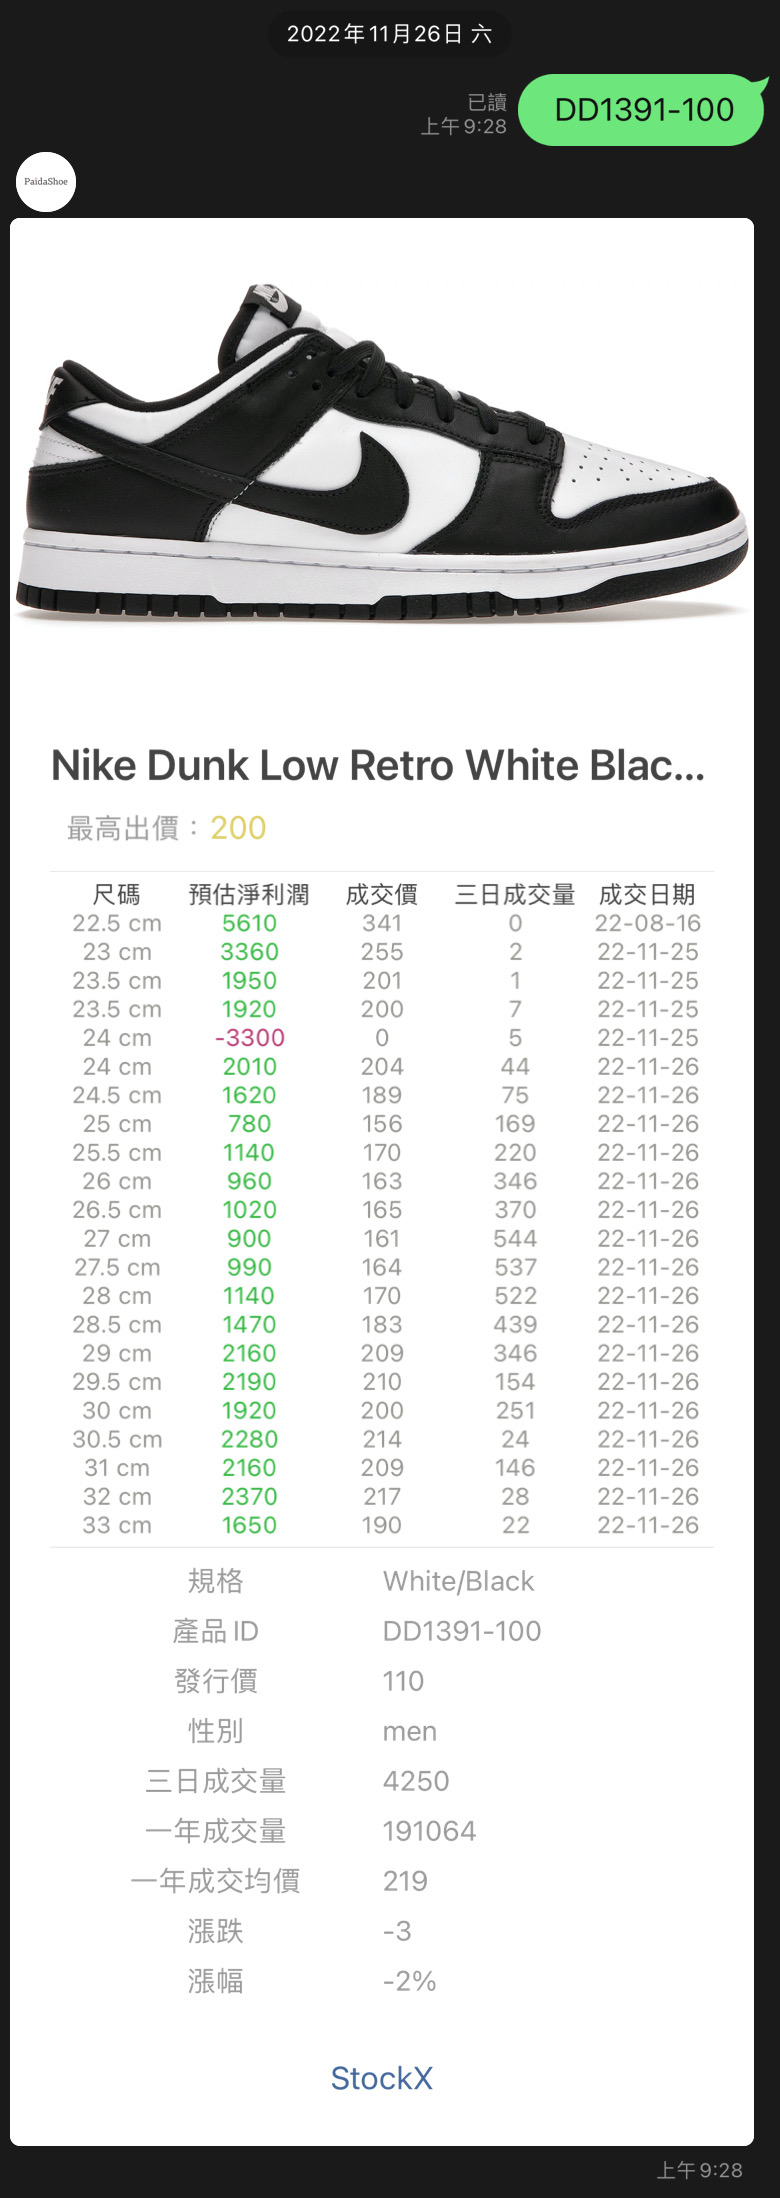 2022年11月26日 六
已讀
上午9:28
DD1391-100
PaidaShoe
Nike Dunk Low Retro White Blac...
最高出價：200
尺碼 預估淨利潤 成交價 三日成交量 成交日期
22.5 cm 5610 341 0 22-08-16
23 cm 3360 255 2 22-11-25
23.5 cm 1950 201 1 22-11-25
23.5 cm 1920 200 7 22-11-25
24 cm -3300 0 5 22-11-25
24 cm 2010 204 44 22-11-26
24.5 cm 1620 189 75 22-11-26
25 cm 780 156 169 22-11-26
25.5 cm 1140 170 220 22-11-26
26 cm 960 163 346 22-11-26
26.5 cm 1020 165 370 22-11-26
27 cm 900 161 544 22-11-26
27.5 cm 990 164 537 22-11-26
28 cm 1140 170 522 22-11-26
28.5 cm 1470 183 439 22-11-26
29 cm 2160 209 346 22-11-26
29.5 cm 2190 210 154 22-11-26
30 cm 1920 200 251 22-11-26
30.5 cm 2280 214 24 22-11-26
31 cm 2160 209 146 22-11-26
32 cm 2370 217 28 22-11-26
33 cm 1650 190 22 22-11-26
規格 White/Black
產品ID DD1391-100
發行價 110
性別 men
三日成交量 4250
一年成交量 191064
一年成交均價 219
漲跌 -3
漲幅 -2%
StockX
上午9:28